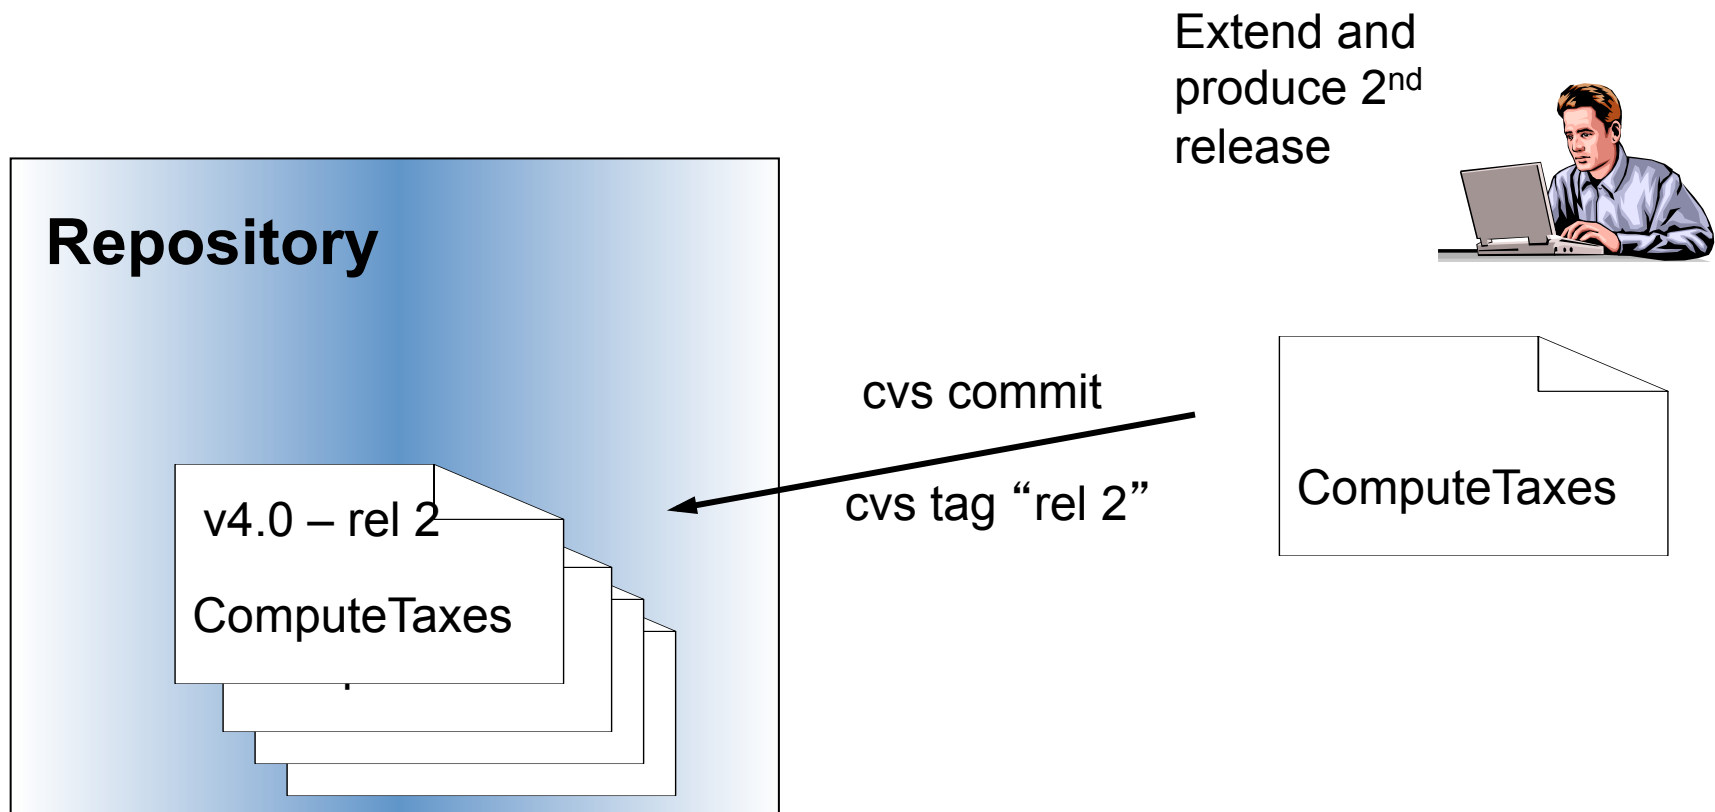 Extend and
produce 2nd
release
Repository
cvs commit
cvs tag “rel 2”
ComputeTaxes
v4.0 – rel 2
ComputeTaxes